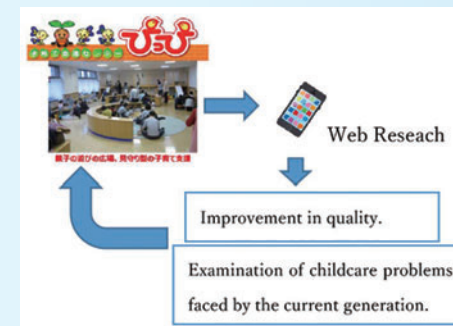 ぴっぴ
親子の遊びの広場、見守り型の子育て支援
Web Reseach
Improvement in quality.
Examination of childcare problems
faced by the current generation.